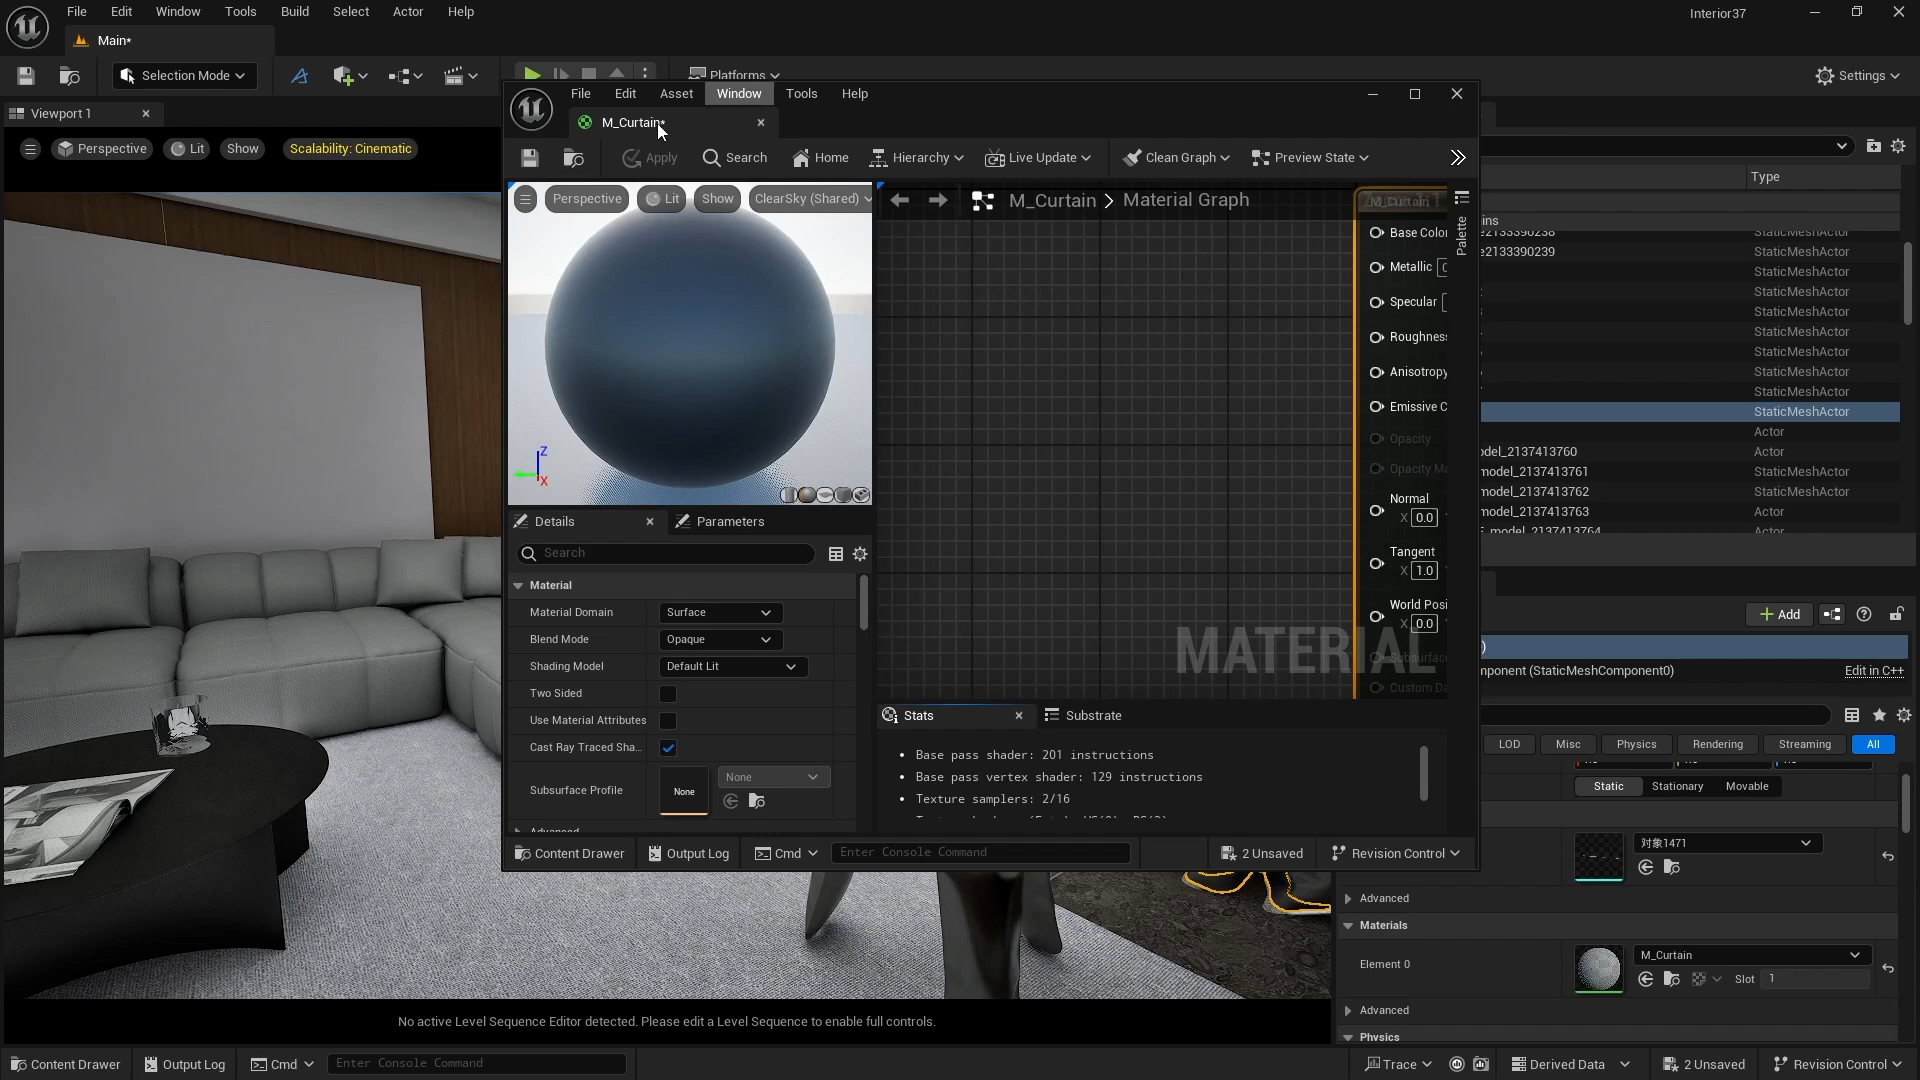 File Edit Window Tools Build Select Actor Help
Interior37
Main*
Selection Mode
Platforms
Settings
Viewport 1
Perspective Lit Show Scalability: Cinematic
File Edit Asset Window Tools Help
M_Curtain*
Apply Search Home Hierarchy Live Update Clean Graph Preview State
Perspective Lit Show ClearSky (Shared)
M_Curtain > Material Graph
M_Curtain
Palette
Base Color
Metallic
Specular
Roughness
Anisotropy
Emissive C
Opacity
Opacity Ma
Normal
X 0.0
Tangent
X 1.0
World Posi
X 0.0
Subsurface
Custom Da
MATERIAL
Z
X
Details
Parameters
Search
Material
Material Domain Surface
Blend Mode Opaque
Shading Model Default Lit
Two Sided
Use Material Attributes
Cast Ray Traced Sha...
Subsurface Profile None None
Advanced
Stats
Substrate
Base pass shader: 201 instructions
Base pass vertex shader: 129 instructions
Texture samplers: 2/16
Content Drawer Output Log Cmd Enter Console Command 2 Unsaved Revision Control
Type
ins
e2133390238 StaticMeshActor
e2133390239 StaticMeshActor
StaticMeshActor
StaticMeshActor
StaticMeshActor
StaticMeshActor
StaticMeshActor
StaticMeshActor
StaticMeshActor
StaticMeshActor
Actor
odel_2137413760 Actor
model_2137413761 StaticMeshActor
model_2137413762 StaticMeshActor
model_2137413763 StaticMeshActor
model_2137413764 Actor
Add
)
mponent (StaticMeshComponent0) Edit in C++
LOD Misc Physics Rendering Streaming All
Static Stationary Movable
对象1471
Advanced
Materials
Element 0
M_Curtain
Slot 1
Advanced
Physics
No active Level Sequence Editor detected. Please edit a Level Sequence to enable full controls.
Content Drawer Output Log Cmd Enter Console Command
Trace Derived Data 2 Unsaved Revision Control